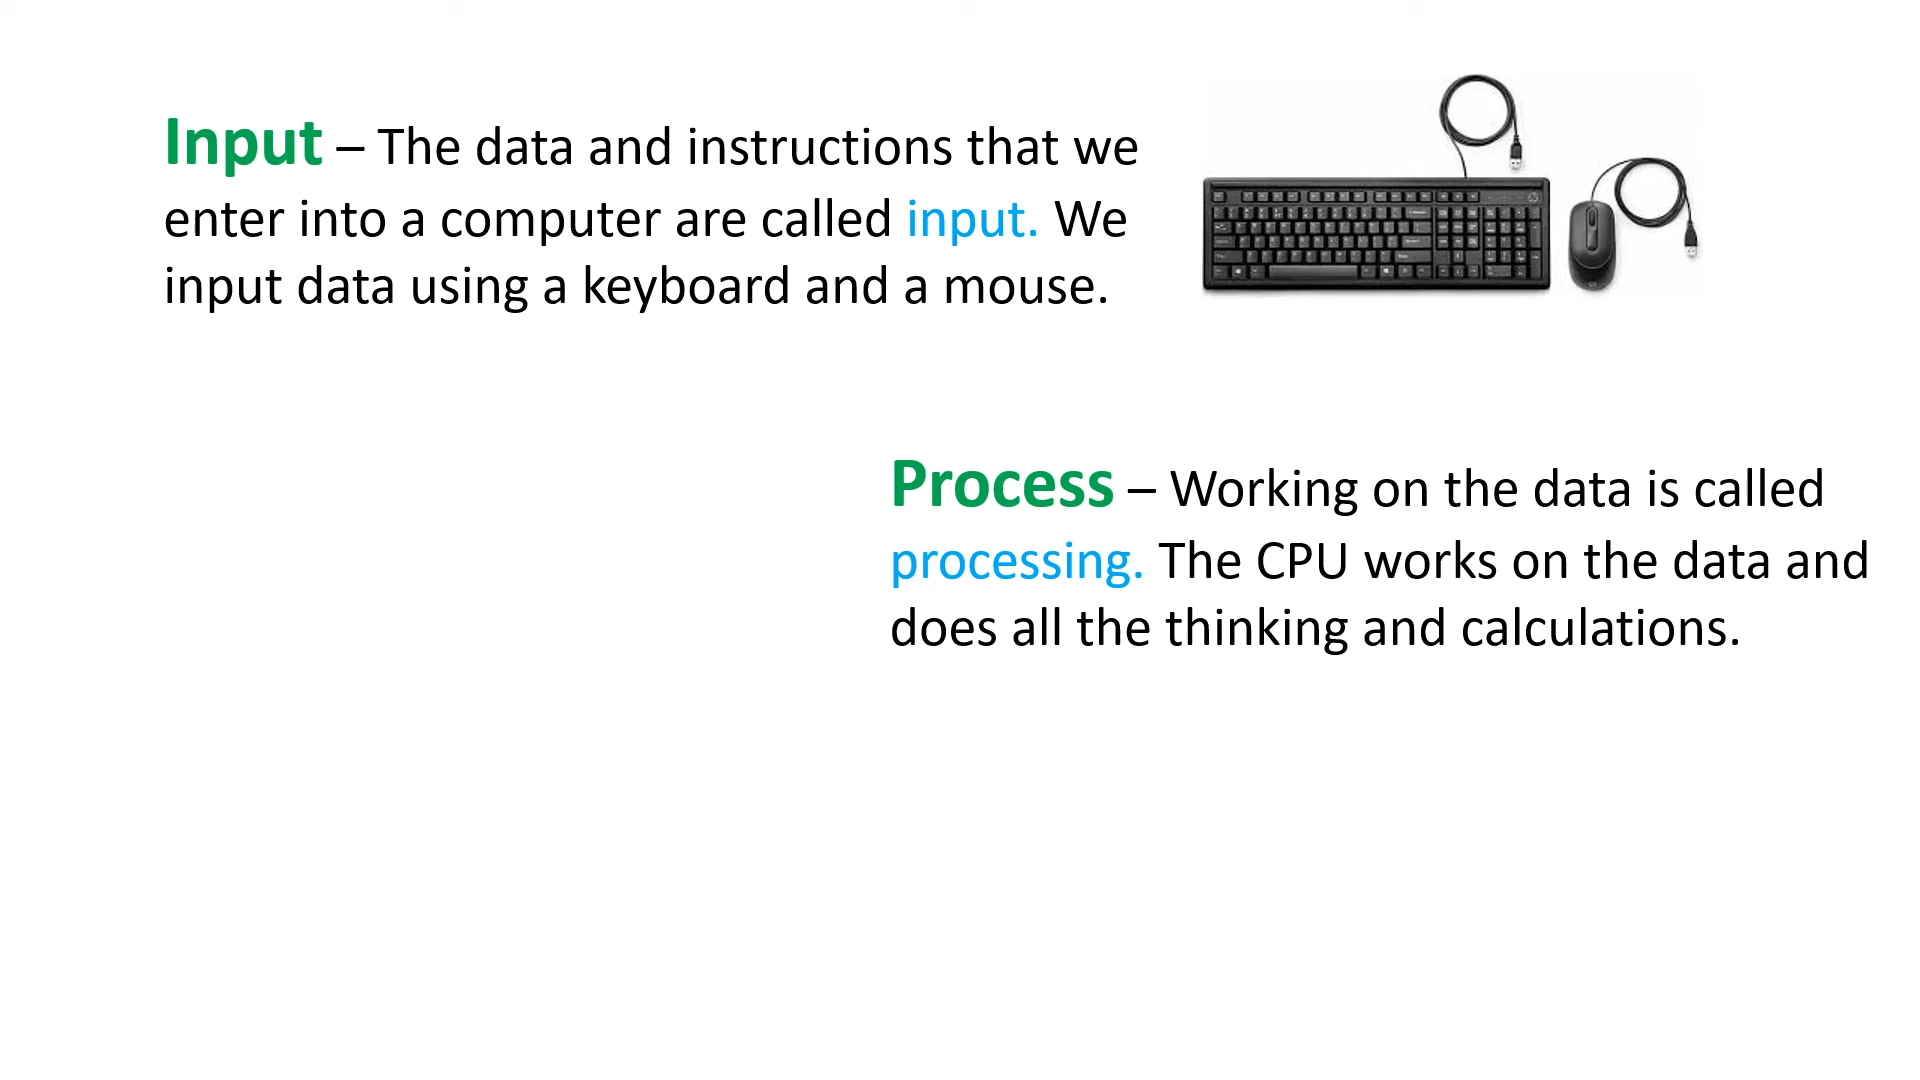 Input – The data and instructions that we
enter into a computer are called input. We
input data using a keyboard and a mouse.
Process – Working on the data is called
processing. The CPU works on the data and
does all the thinking and calculations.